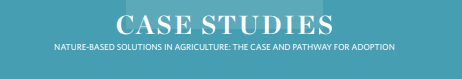 CASE STUDIES
NATURE-BASED SOLUTIONS IN AGRICULTURE: THE CASE AND PATHWAY FOR ADOPTION